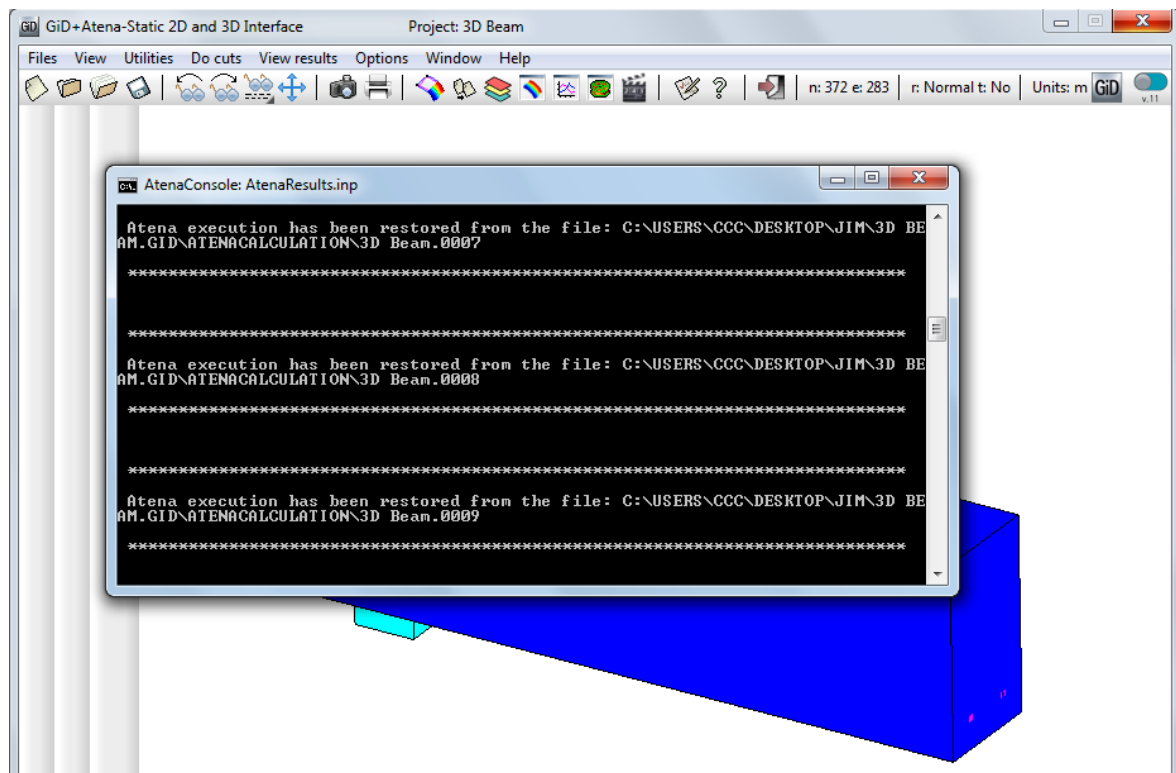 GiD GiD+Atena-Static 2D and 3D Interface Project: 3D Beam
Files View Utilities Do cuts View results Options Window Help
n: 372 e: 283 r: Normal t: No Units: m GiD
v.11
C:\. AtenaConsole: AtenaResults.inp
Atena execution has been restored from the file: C:\USERS\CCC\DESKTOP\JIM\3D BE
AM.GID\ATENACALCULATION\3D Beam.0007
*******************************************************************************
*******************************************************************************
Atena execution has been restored from the file: C:\USERS\CCC\DESKTOP\JIM\3D BE
AM.GID\ATENACALCULATION\3D Beam.0008
*******************************************************************************
*******************************************************************************
Atena execution has been restored from the file: C:\USERS\CCC\DESKTOP\JIM\3D BE
AM.GID\ATENACALCULATION\3D Beam.0009
*******************************************************************************